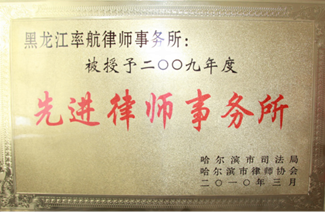 黑龙江率航律师事务所：
被授予二〇〇九年度
先进律师事务所
哈尔滨市司法局
哈尔滨市律师协会
二〇一〇年三月